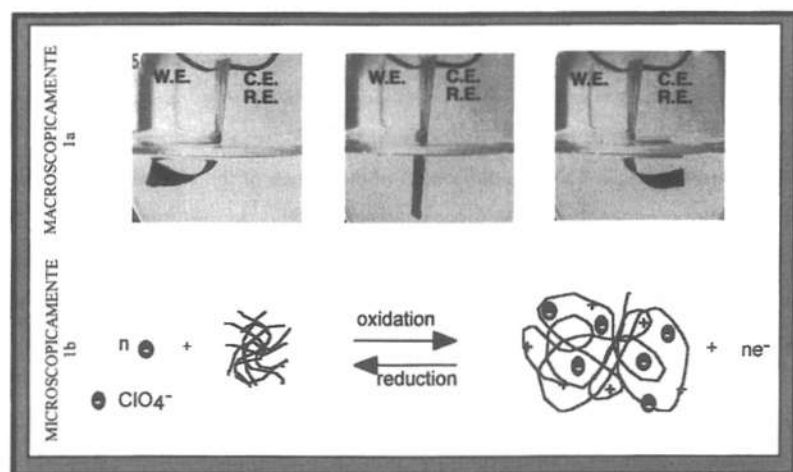 MACROSCOPICAMENTE
1a
5
W.E.
C.E.
R.E.
W.E.
C.E.
R.E.
W.E.
C.E.
R.E.
MICROSCOPICAMENTE
1b
n ⊖ +
oxidation
reduction
+ ne⁻
⊖ ClO4⁻